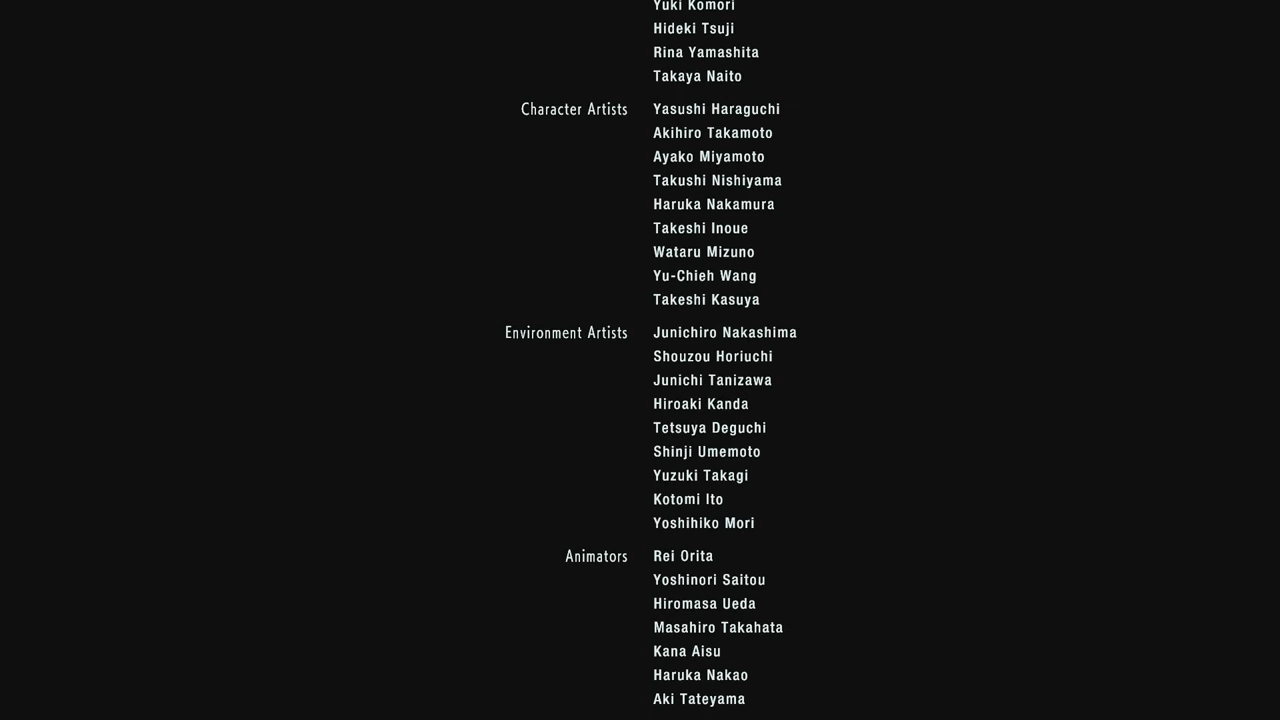 Yuki Komori
Hideki Tsuji
Rina Yamashita
Takaya Naito
Character Artists Yasushi Haraguchi
Akihiro Takamoto
Ayako Miyamoto
Takushi Nishiyama
Haruka Nakamura
Takeshi Inoue
Wataru Mizuno
Yu-Chieh Wang
Takeshi Kasuya
Environment Artists Junichiro Nakashima
Shouzou Horiuchi
Junichi Tanizawa
Hiroaki Kanda
Tetsuya Deguchi
Shinji Umemoto
Yuzuki Takagi
Kotomi Ito
Yoshihiko Mori
Animators Rei Orita
Yoshinori Saitou
Hiromasa Ueda
Masahiro Takahata
Kana Aisu
Haruka Nakao
Aki Tateyama